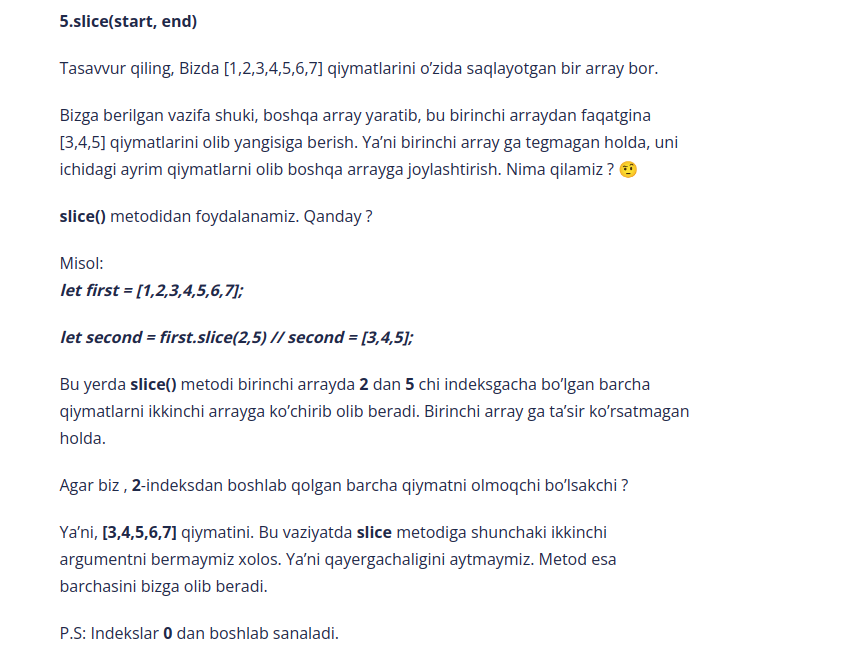 5.slice(start, end)
Tasavvur qiling, Bizda [1,2,3,4,5,6,7] qiymatlarini o’zida saqlayotgan bir array bor.
Bizga berilgan vazifa shuki, boshqa array yaratib, bu birinchi arraydan faqatgina
[3,4,5] qiymatlarini olib yangisiga berish. Ya’ni birinchi array ga tegmagan holda, uni
ichidagi ayrim qiymatlarni olib boshqa arrayga joylashtirish. Nima qilamiz ? 🤨
slice() metodidan foydalanamiz. Qanday ?
Misol:
let first = [1,2,3,4,5,6,7];
let second = first.slice(2,5) // second = [3,4,5];
Bu yerda slice() metodi birinchi arrayda 2 dan 5 chi indeksgacha bo’lgan barcha
qiymatlarni ikkinchi arrayga ko’chirib olib beradi. Birinchi array ga ta’sir ko’rsatmagan
holda.
Agar biz , 2-indeksdan boshlab qolgan barcha qiymatni olmoqchi bo’lsakchi ?
Ya’ni, [3,4,5,6,7] qiymatini. Bu vaziyatda slice metodiga shunchaki ikkinchi
argumentni bermaymiz xolos. Ya’ni qayergachaligini aytmaymiz. Metod esa
barchasini bizga olib beradi.
P.S: Indekslar 0 dan boshlab sanaladi.